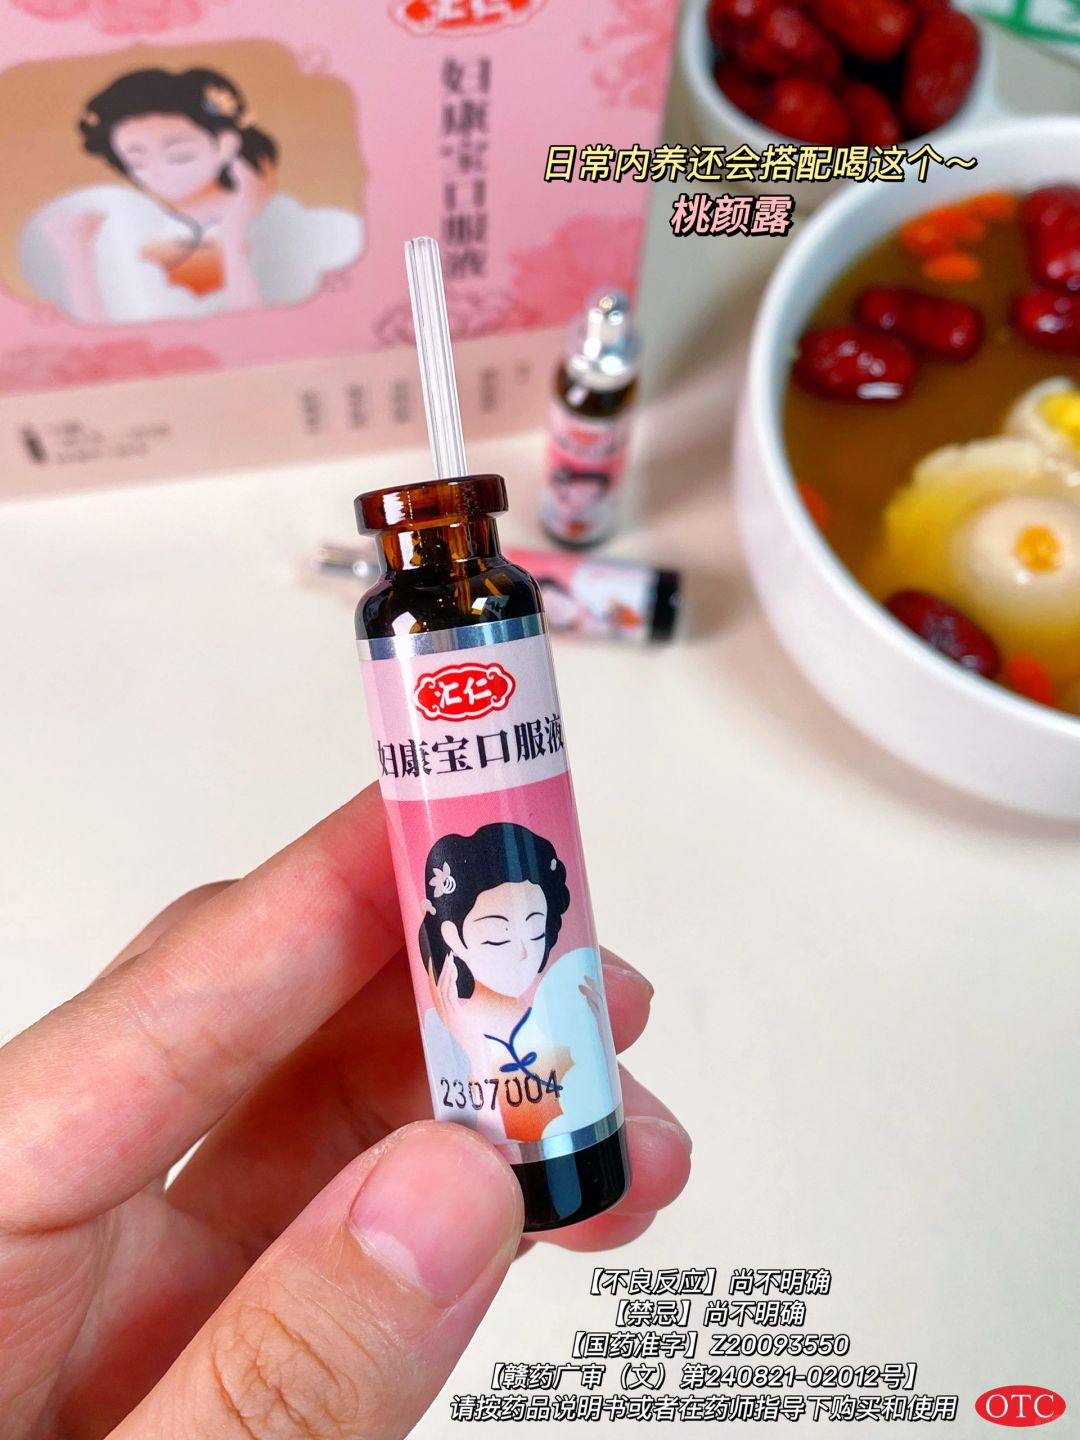 汇仁
妇康宝口服液
日常内养还会搭配喝这个~
桃颜露
汇仁
妇康宝口服液
2307004
【不良反应】尚不明确
【禁忌】尚不明确
【国药准字】Z20093550
【赣药广审（文）第240821-02012号】
请按药品说明书或者在药师指导下购买和使用
OTC